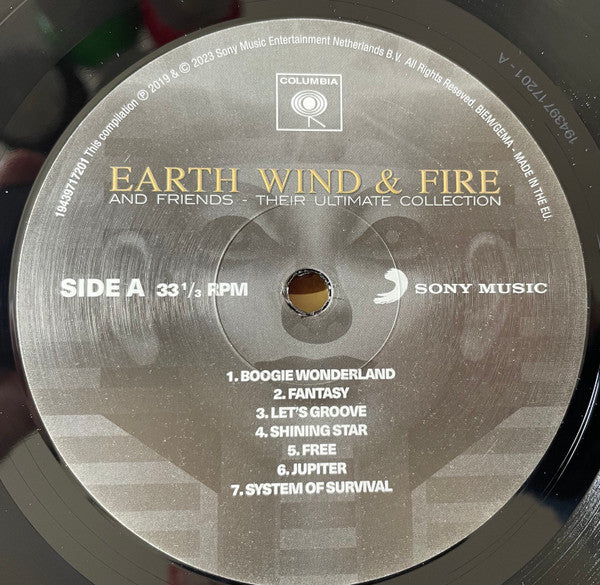 19439717201 This compilation ℗ 2019 & © 2023 Sony Music Entertainment Netherlands B.V. All Rights Reseved. BIEM/GEMA · MADE IN THE EU.
19439717201 - A
COLUMBIA
EARTH WIND & FIRE
AND FRIENDS - THEIR ULTIMATE COLLECTION
SIDE A 33 1/3 RPM
SONY MUSIC
1. BOOGIE WONDERLAND
2. FANTASY
3. LET'S GROOVE
4. SHINING STAR
5. FREE
6. JUPITER
7. SYSTEM OF SURVIVAL